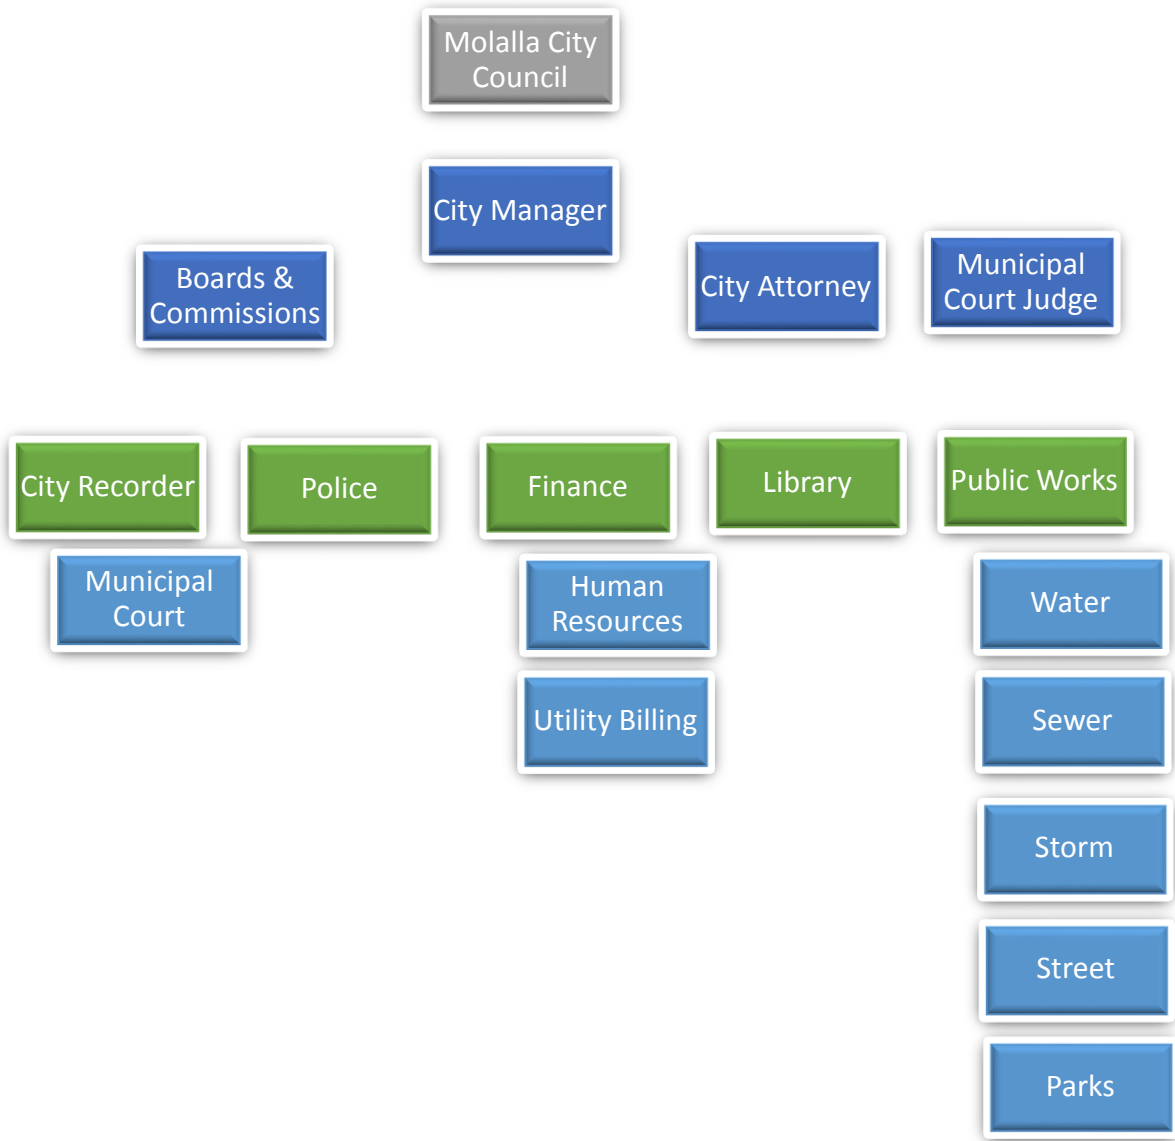 Molalla City
Council
City Manager
Boards &
Commissions
City Attorney
Municipal
Court Judge
City Recorder
Police
Finance
Library
Public Works
Municipal
Court
Human
Resources
Water
Utility Billing
Sewer
Storm
Street
Parks